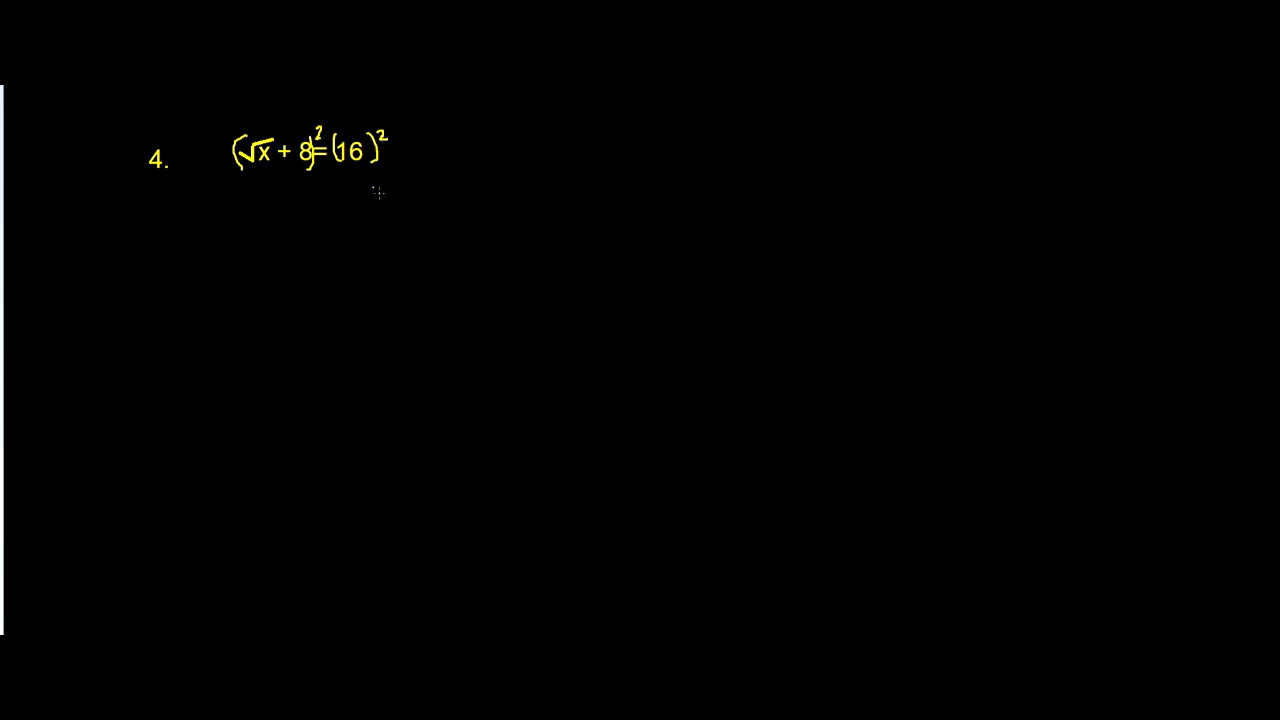 4. (√x + 8)² = (16)²